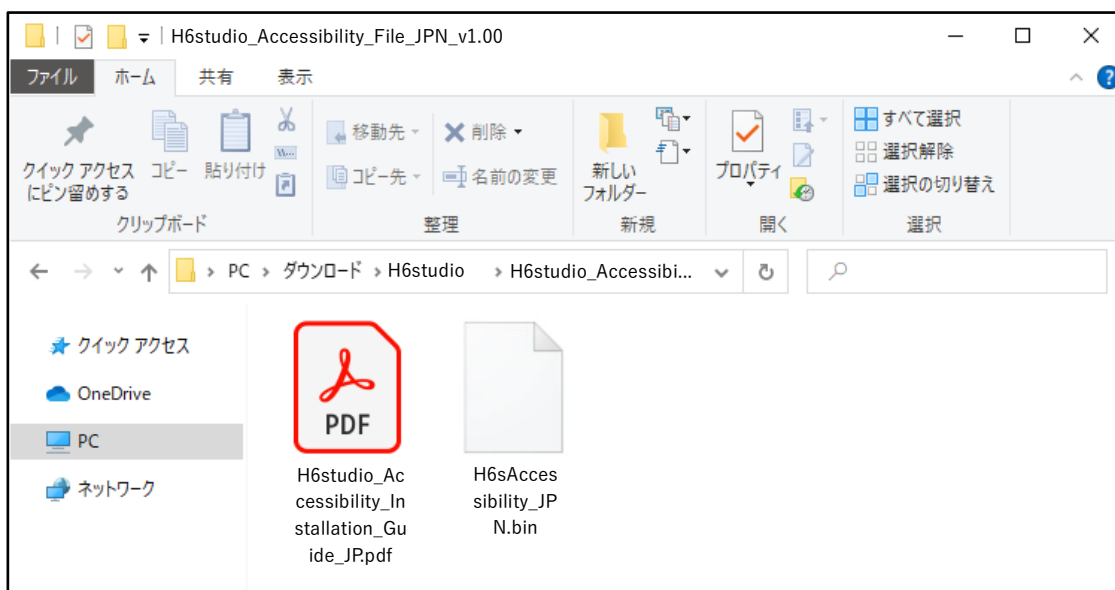 H6studio_Accessibility_File_JPN_v1.00
ファイル ホーム 共有 表示
クイック アクセス
にピン留めする
コピー
貼り付け
W...
クリップボード
移動先
コピー先
削除
名前の変更
整理
新しい
フォルダー
新規
プロパティ
開く
すべて選択
選択解除
選択の切り替え
選択
PC › ダウンロード › H6studio › H6studio_Accessibi...
クイック アクセス
OneDrive
PC
ネットワーク
PDF
H6studio_Ac
cessibility_In
stallation_Gu
ide_JP.pdf
H6sAcces
sibility_JP
N.bin